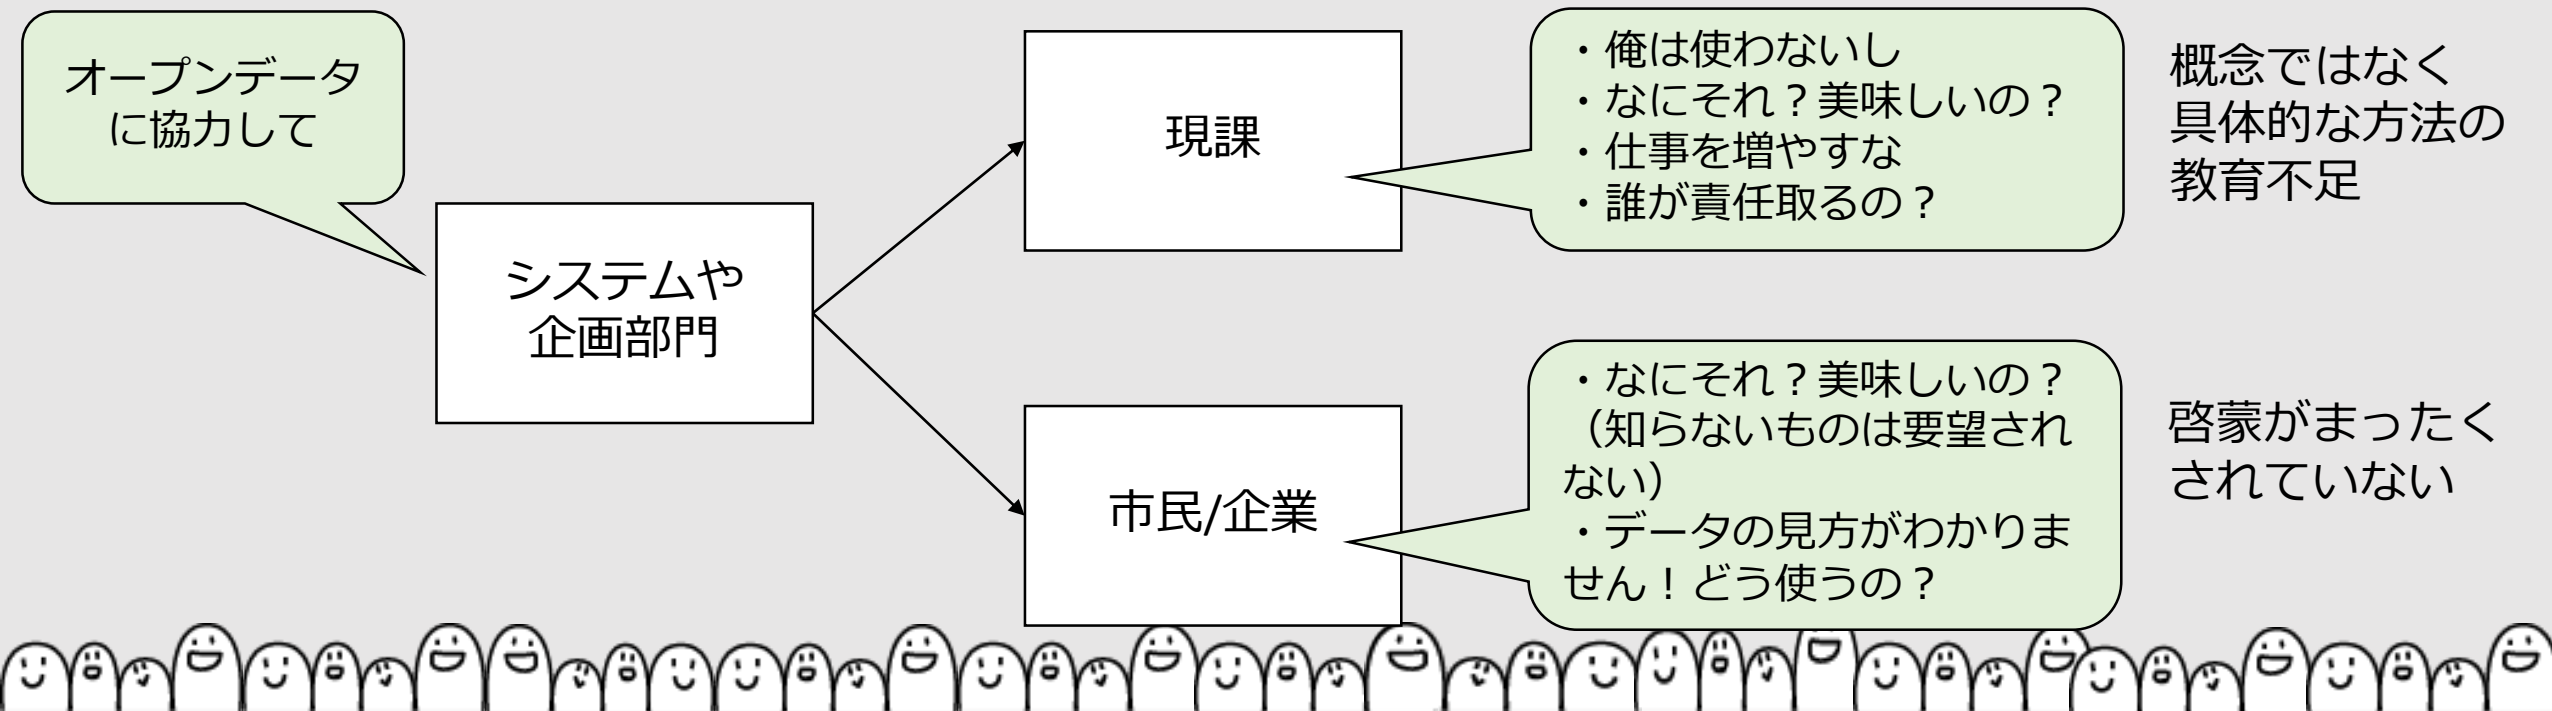 オープンデータ
に協力して
システムや
企画部門
現課
・俺は使わないし
・なにそれ？美味しいの？
・仕事を増やすな
・誰が責任取るの？
概念ではなく
具体的な方法の
教育不足
市民/企業
・なにそれ？美味しいの？
（知らないものは要望され
ない）
・データの見方がわかりま
せん！どう使うの？
啓蒙がまったく
されていない